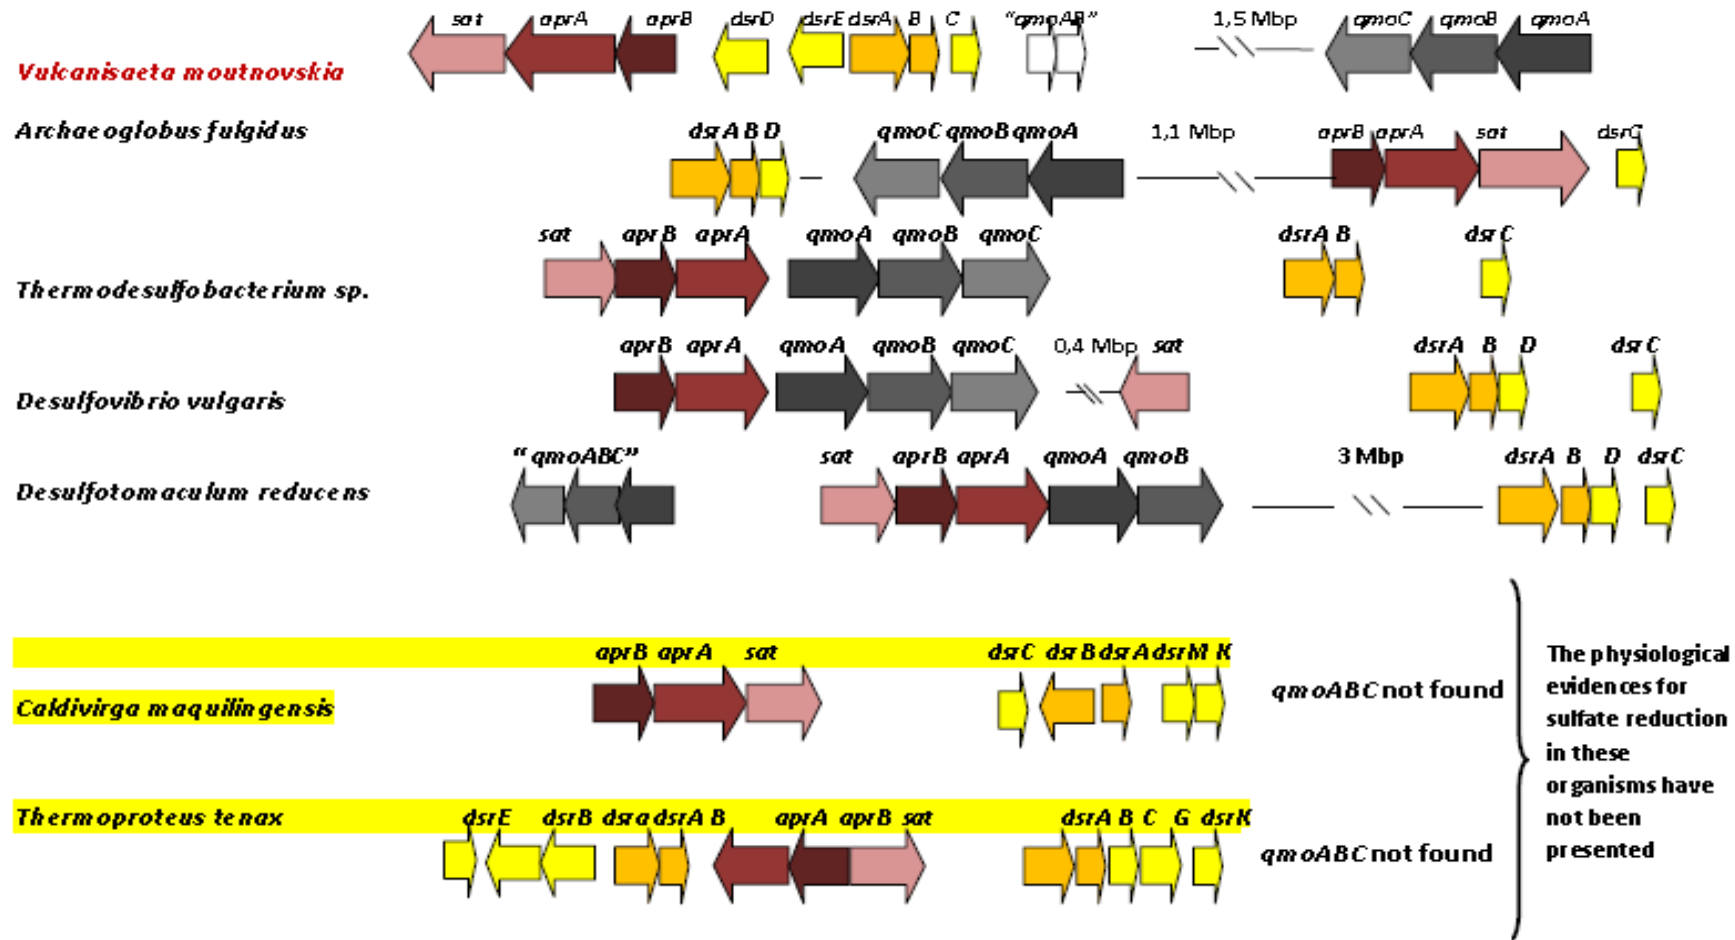 sat aprA aprB dsrD dsrE dsrA B C "qmoAB" 1,5 Mbp qmoC qmoB qmoA
Vulkanisaeta moutnovskia
Archaeoglobus fulgidus dsrA B D qmoC qmoB qmoA 1,1 Mbp aprB aprA sat dsrC
sat aprB aprA qmoA qmoB qmoC dsrA B dsrC
Thermodesulfobacterium sp.
aprB aprA qmoA qmoB qmoC 0,4 Mbp sat dsrA B D dsrC
Desulfovibrio vulgaris
"qmoABC" sat aprB aprA qmoA qmoB 3 Mbp dsrA B D dsrC
Desulfotomaculum reducens
aprB aprA sat dsrC dsrB dsrA dsrM K
Caldivirga maquilingensis qmoABC not found
Thermoproteus tenax dsrE dsrB dsra dsrA B aprA aprB sat dsrA B C G dsrK
qmoABC not found
The physiological
evidences for
sulfate reduction
in these
organisms have
not been
presented